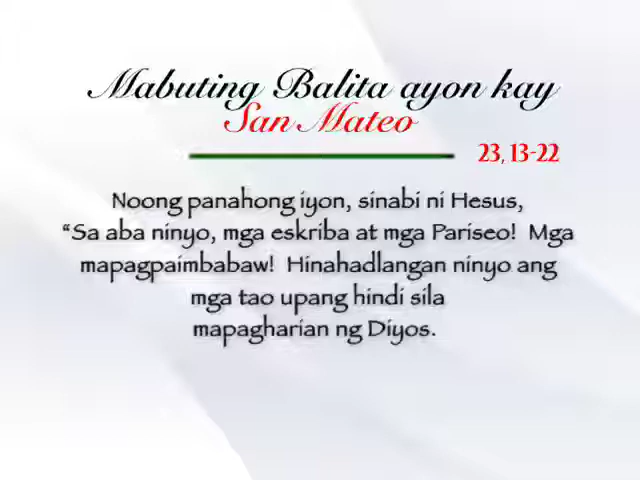 Mabuting Balita ayon kay
San Mateo
23, 13-22
Noong panahong iyon, sinabi ni Hesus,
“Sa aba ninyo, mga eskriba at mga Pariseo!  Mga
mapagpaimbabaw!  Hinahadlangan ninyo ang
mga tao upang hindi sila
mapagharian ng Diyos.